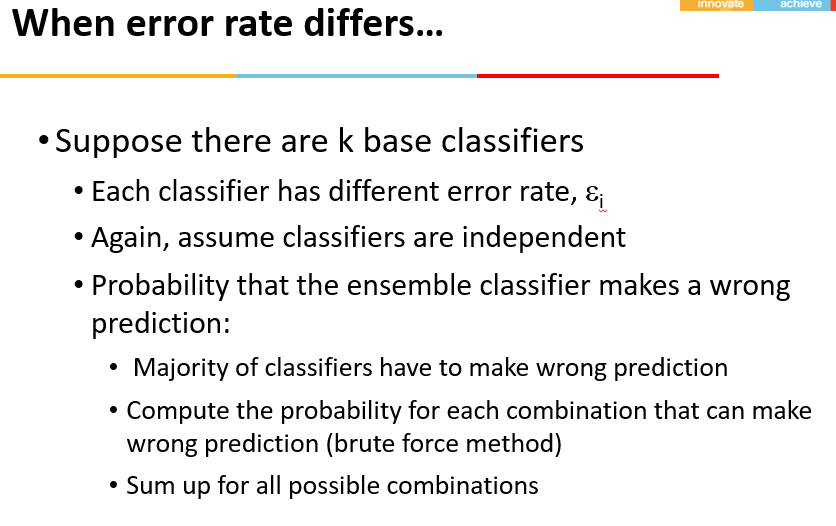 innovate achieve
When error rate differs...
• Suppose there are k base classifiers
• Each classifier has different error rate, εi
• Again, assume classifiers are independent
• Probability that the ensemble classifier makes a wrong
prediction:
• Majority of classifiers have to make wrong prediction
• Compute the probability for each combination that can make
wrong prediction (brute force method)
• Sum up for all possible combinations